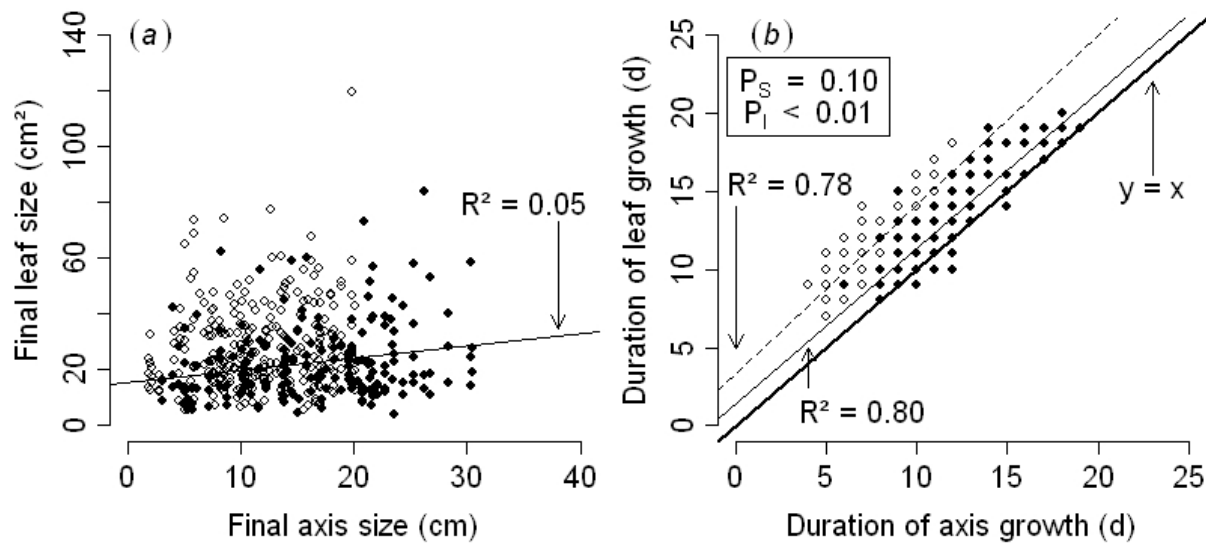 (a)
140
100
60
20
0
Final leaf size (cm²)
R² = 0.05
0 10 20 30 40
Final axis size (cm)
(b)
25
20
15
10
5
0
Duration of leaf growth (d)
P_S = 0.10
P_I < 0.01
R² = 0.78
y = x
R² = 0.80
0 5 10 15 20 25
Duration of axis growth (d)